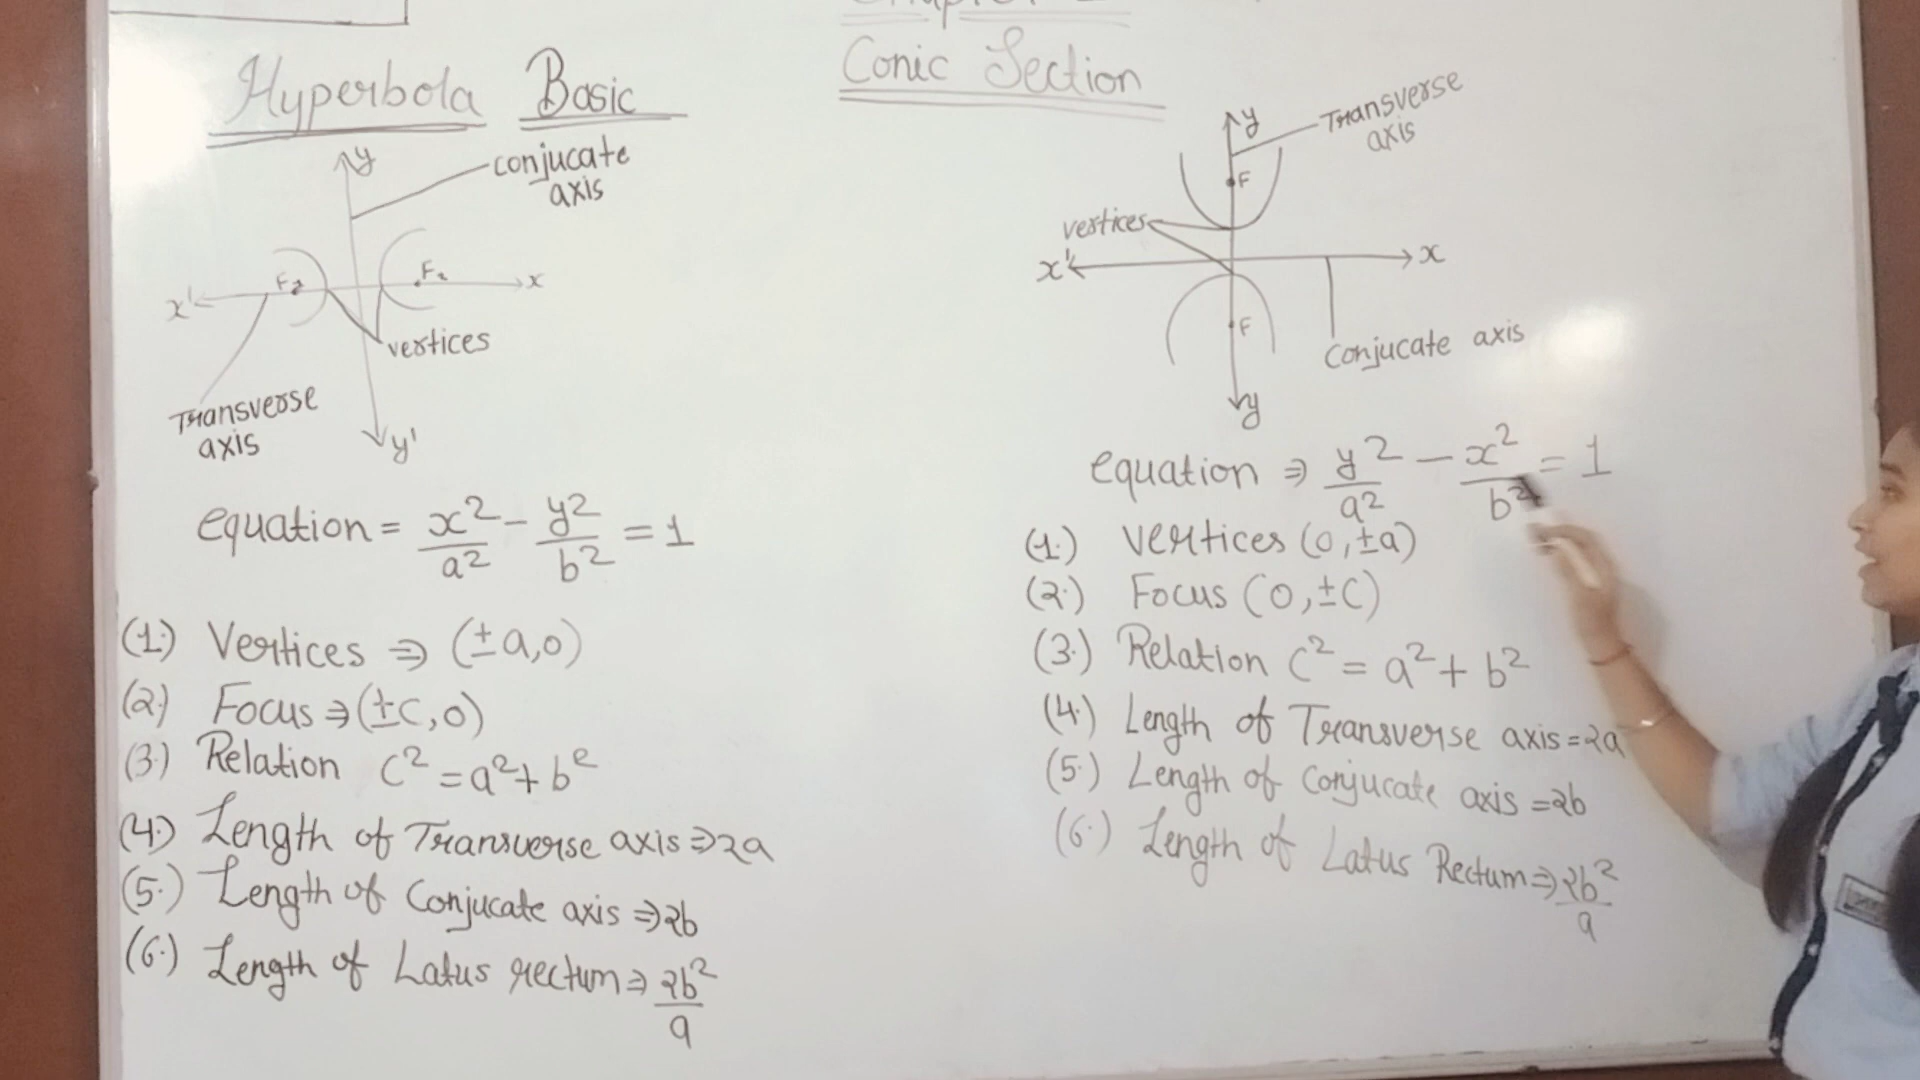 Conic Section
Hyperbola Basic
y
conjucate
axis
F2
F2
x'
x
vertices
Transverse
axis
y'
equation = x²/a² - y²/b² = 1
(1.) Vertices ⇒ (±a,0)
(2.) Focus ⇒ (±c,0)
(3.) Relation c² = a² + b²
(4.) Length of Transverse axis ⇒ 2a
(5.) Length of Conjucate axis ⇒ 2b
(6.) Length of Latus rectum ⇒ 2b²/a
y
Transverse
axis
F
vertices
x'
x
F
Conjucate axis
y
equation ⇒ y²/a² - x²/b² = 1
(1.) Vertices (0,±a)
(2.) Focus (0,±C)
(3.) Relation C² = a² + b²
(4.) Length of Transverse axis = 2a
(5.) Length of Conjucate axis = 2b
(6.) Length of Latus Rectum ⇒ 2b²/a